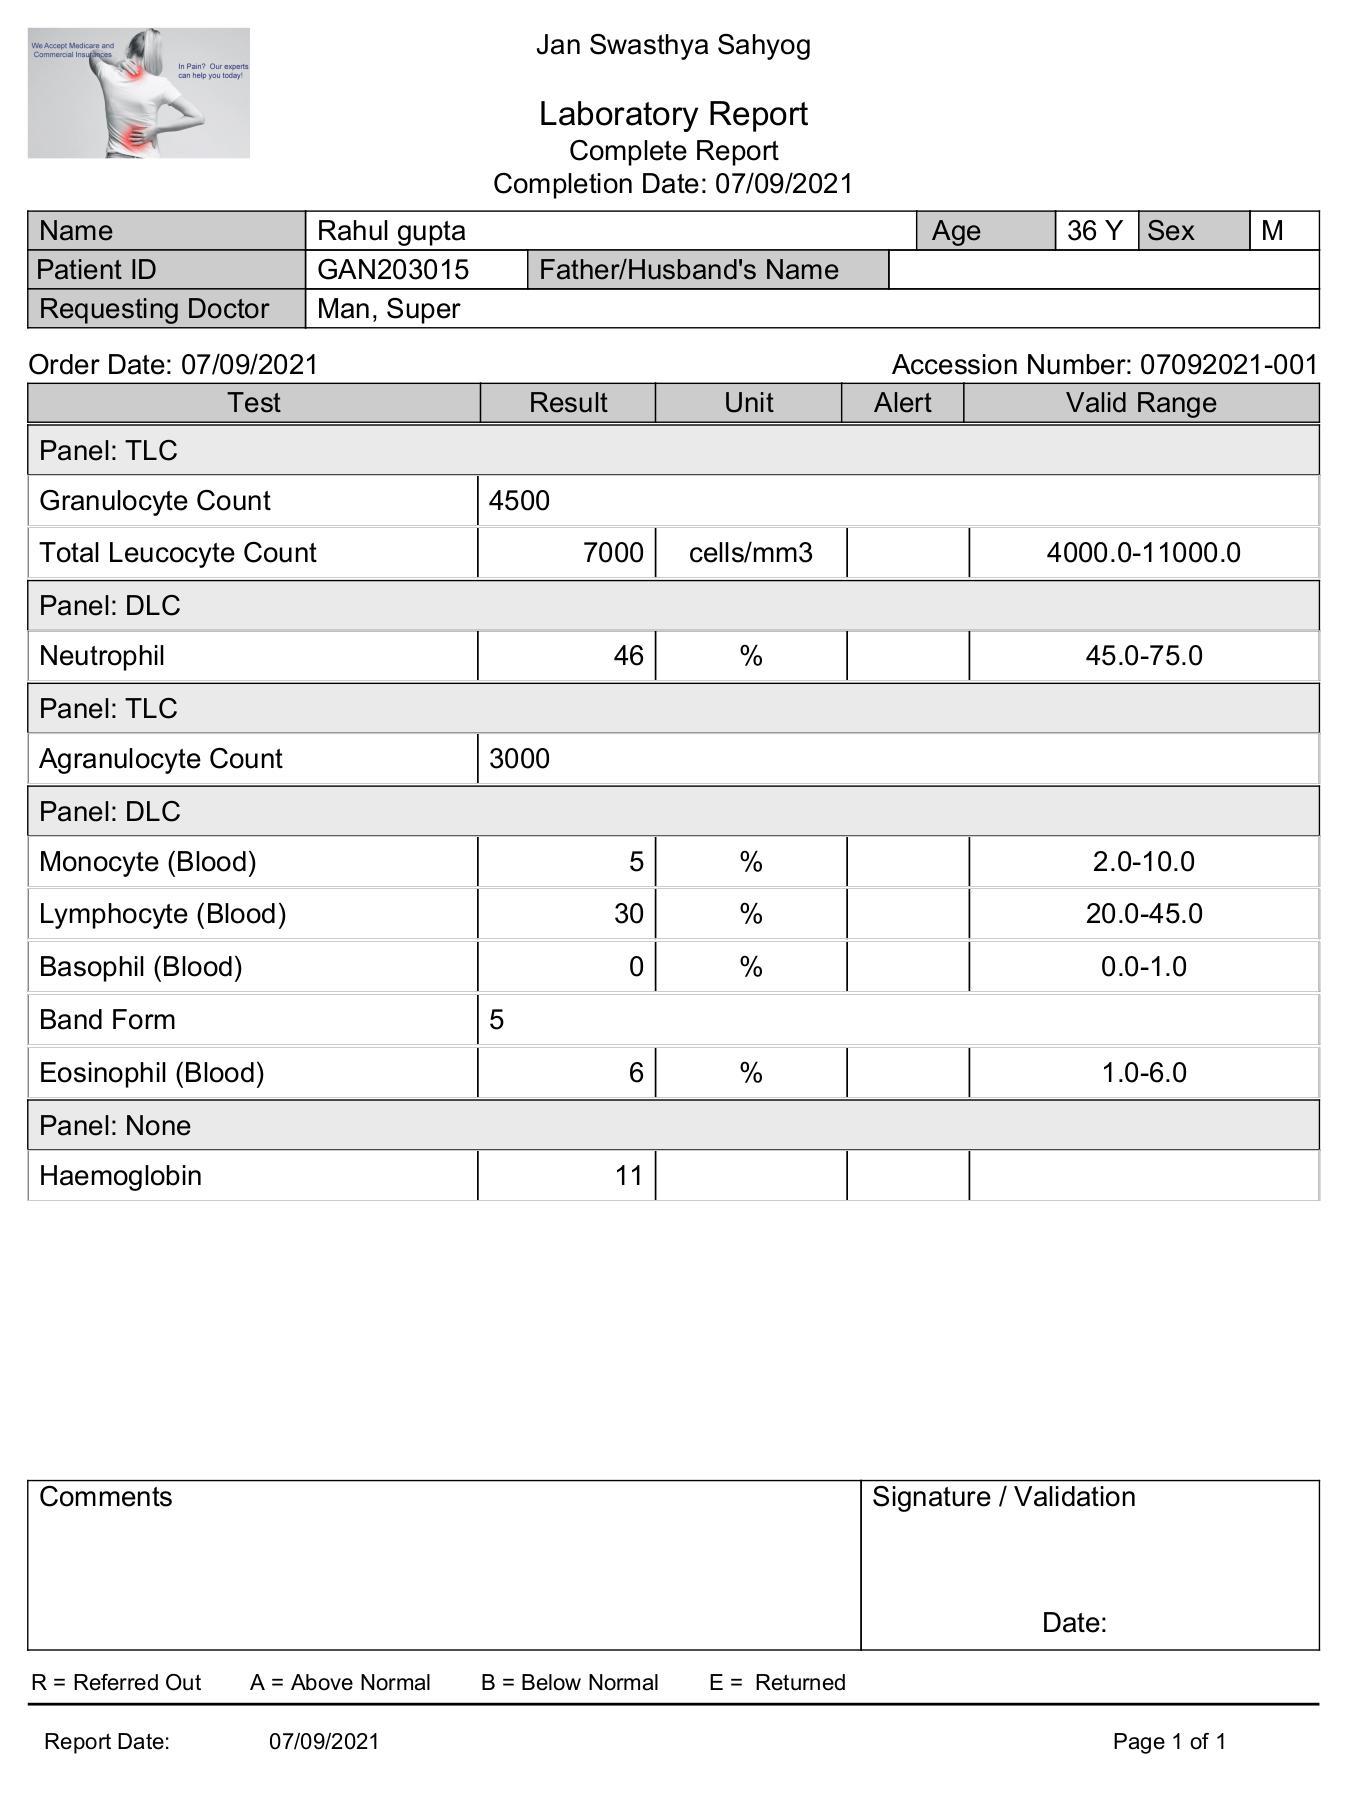 We Accept Medicare and
Commercial Insurances
In Pain? Our experts
can help you today!
Jan Swasthya Sahyog
Laboratory Report
Complete Report
Completion Date: 07/09/2021
Name Rahul gupta Age 36 Y Sex M
Patient ID GAN203015 Father/Husband's Name
Requesting Doctor Man, Super
Order Date: 07/09/2021 Accession Number: 07092021-001
Test Result Unit Alert Valid Range
Panel: TLC
Granulocyte Count 4500
Total Leucocyte Count 7000 cells/mm3 4000.0-11000.0
Panel: DLC
Neutrophil 46 % 45.0-75.0
Panel: TLC
Agranulocyte Count 3000
Panel: DLC
Monocyte (Blood) 5 % 2.0-10.0
Lymphocyte (Blood) 30 % 20.0-45.0
Basophil (Blood) 0 % 0.0-1.0
Band Form 5
Eosinophil (Blood) 6 % 1.0-6.0
Panel: None
Haemoglobin 11
Comments Signature / Validation
Date:
R = Referred Out A = Above Normal B = Below Normal E = Returned
Report Date: 07/09/2021 Page 1 of 1